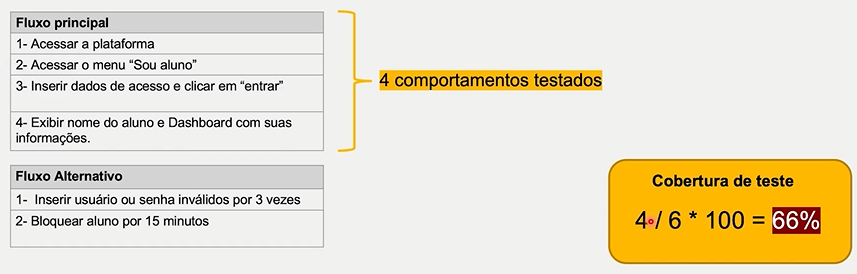 Fluxo principal
1- Acessar a plataforma
2- Acessar o menu “Sou aluno”
3- Inserir dados de acesso e clicar em “entrar”
4- Exibir nome do aluno e Dashboard com suas
informações.
4 comportamentos testados
Fluxo Alternativo
1-  Inserir usuário ou senha inválidos por 3 vezes
2- Bloquear aluno por 15 minutos
Cobertura de teste
4 / 6 * 100 = 66%